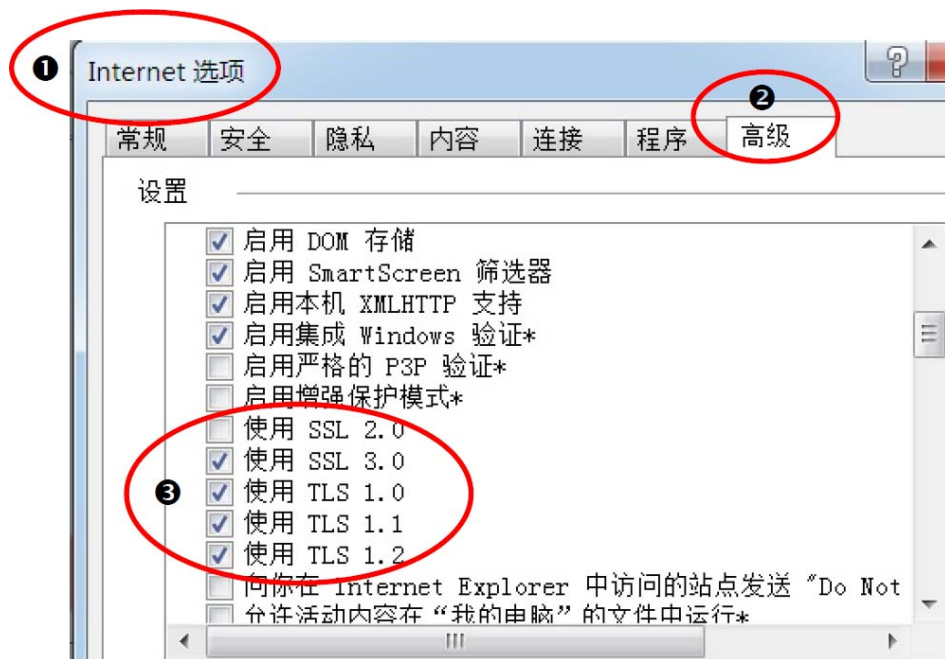 ❶ Internet 选项
❷
常规 安全 隐私 内容 连接 程序 高级
设置
启用 DOM 存储
启用 SmartScreen 筛选器
启用本机 XMLHTTP 支持
启用集成 Windows 验证*
启用严格的 P3P 验证*
启用增强保护模式*
使用 SSL 2.0
使用 SSL 3.0
❸ 使用 TLS 1.0
使用 TLS 1.1
使用 TLS 1.2
向你在 Internet Explorer 中访问的站点发送 "Do Not
允许活动内容在“我的电脑”的文件中运行*